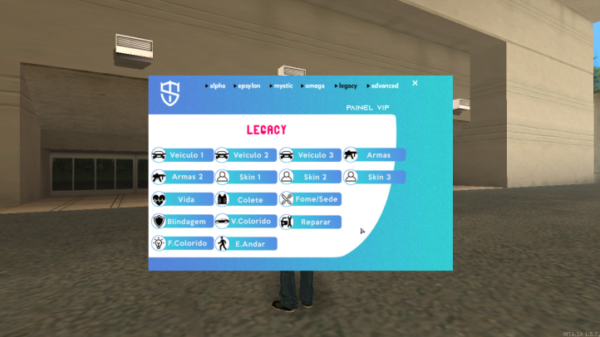 alpha epsylon mystic omega legacy advanced ×
PAINEL VIP
LEGACY
Veiculo 1 Veiculo 2 Veiculo 3 Armas
Armas 2 Skin 1 Skin 2 Skin 3
Vida Colete Fome/Sede
Blindagem V.Colorido Reparar
F.Colorido E.Andar